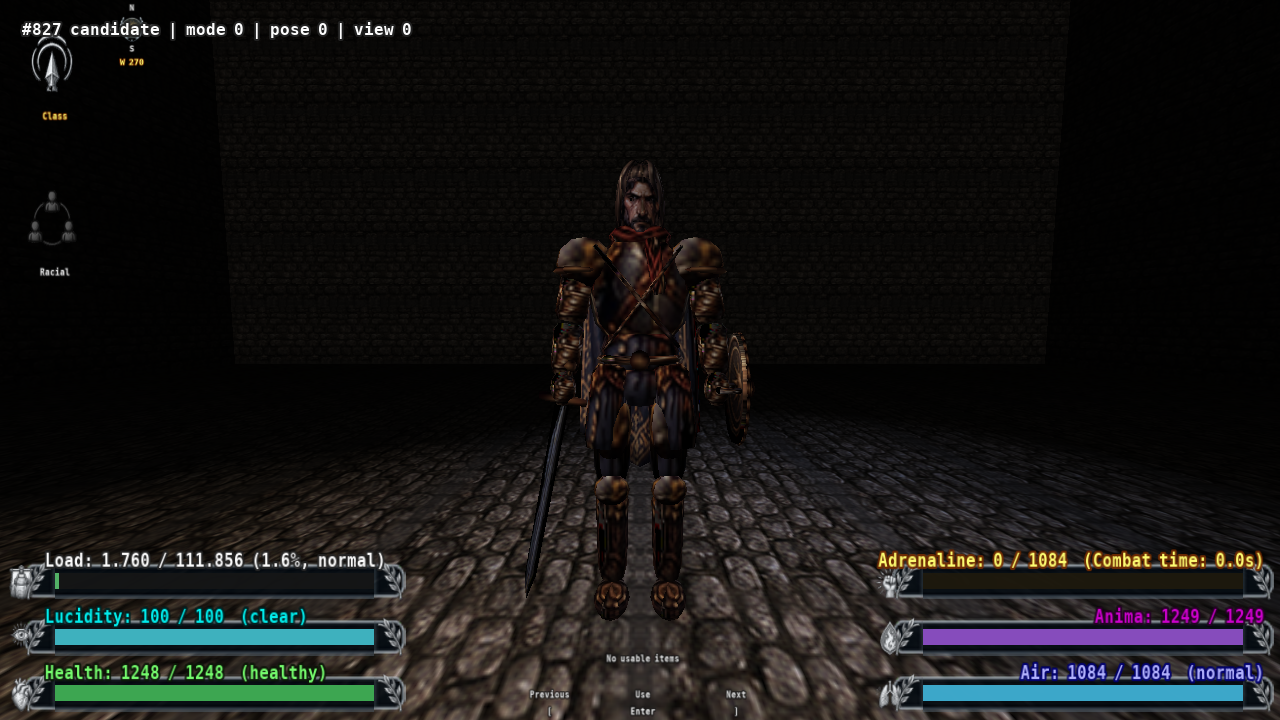 #827 candidate | mode 0 | pose 0 | view 0
N
S
W 270
Class
Racial
Load: 1.760 / 111.856 (1.6%, normal)
Adrenaline: 0 / 1084 (Combat time: 0.0s)
Lucidity: 100 / 100 (clear)
Anima: 1249 / 1249
No usable items
Health: 1248 / 1248 (healthy)
Air: 1084 / 1084 (normal)
Previous Use Next
[ Enter ]